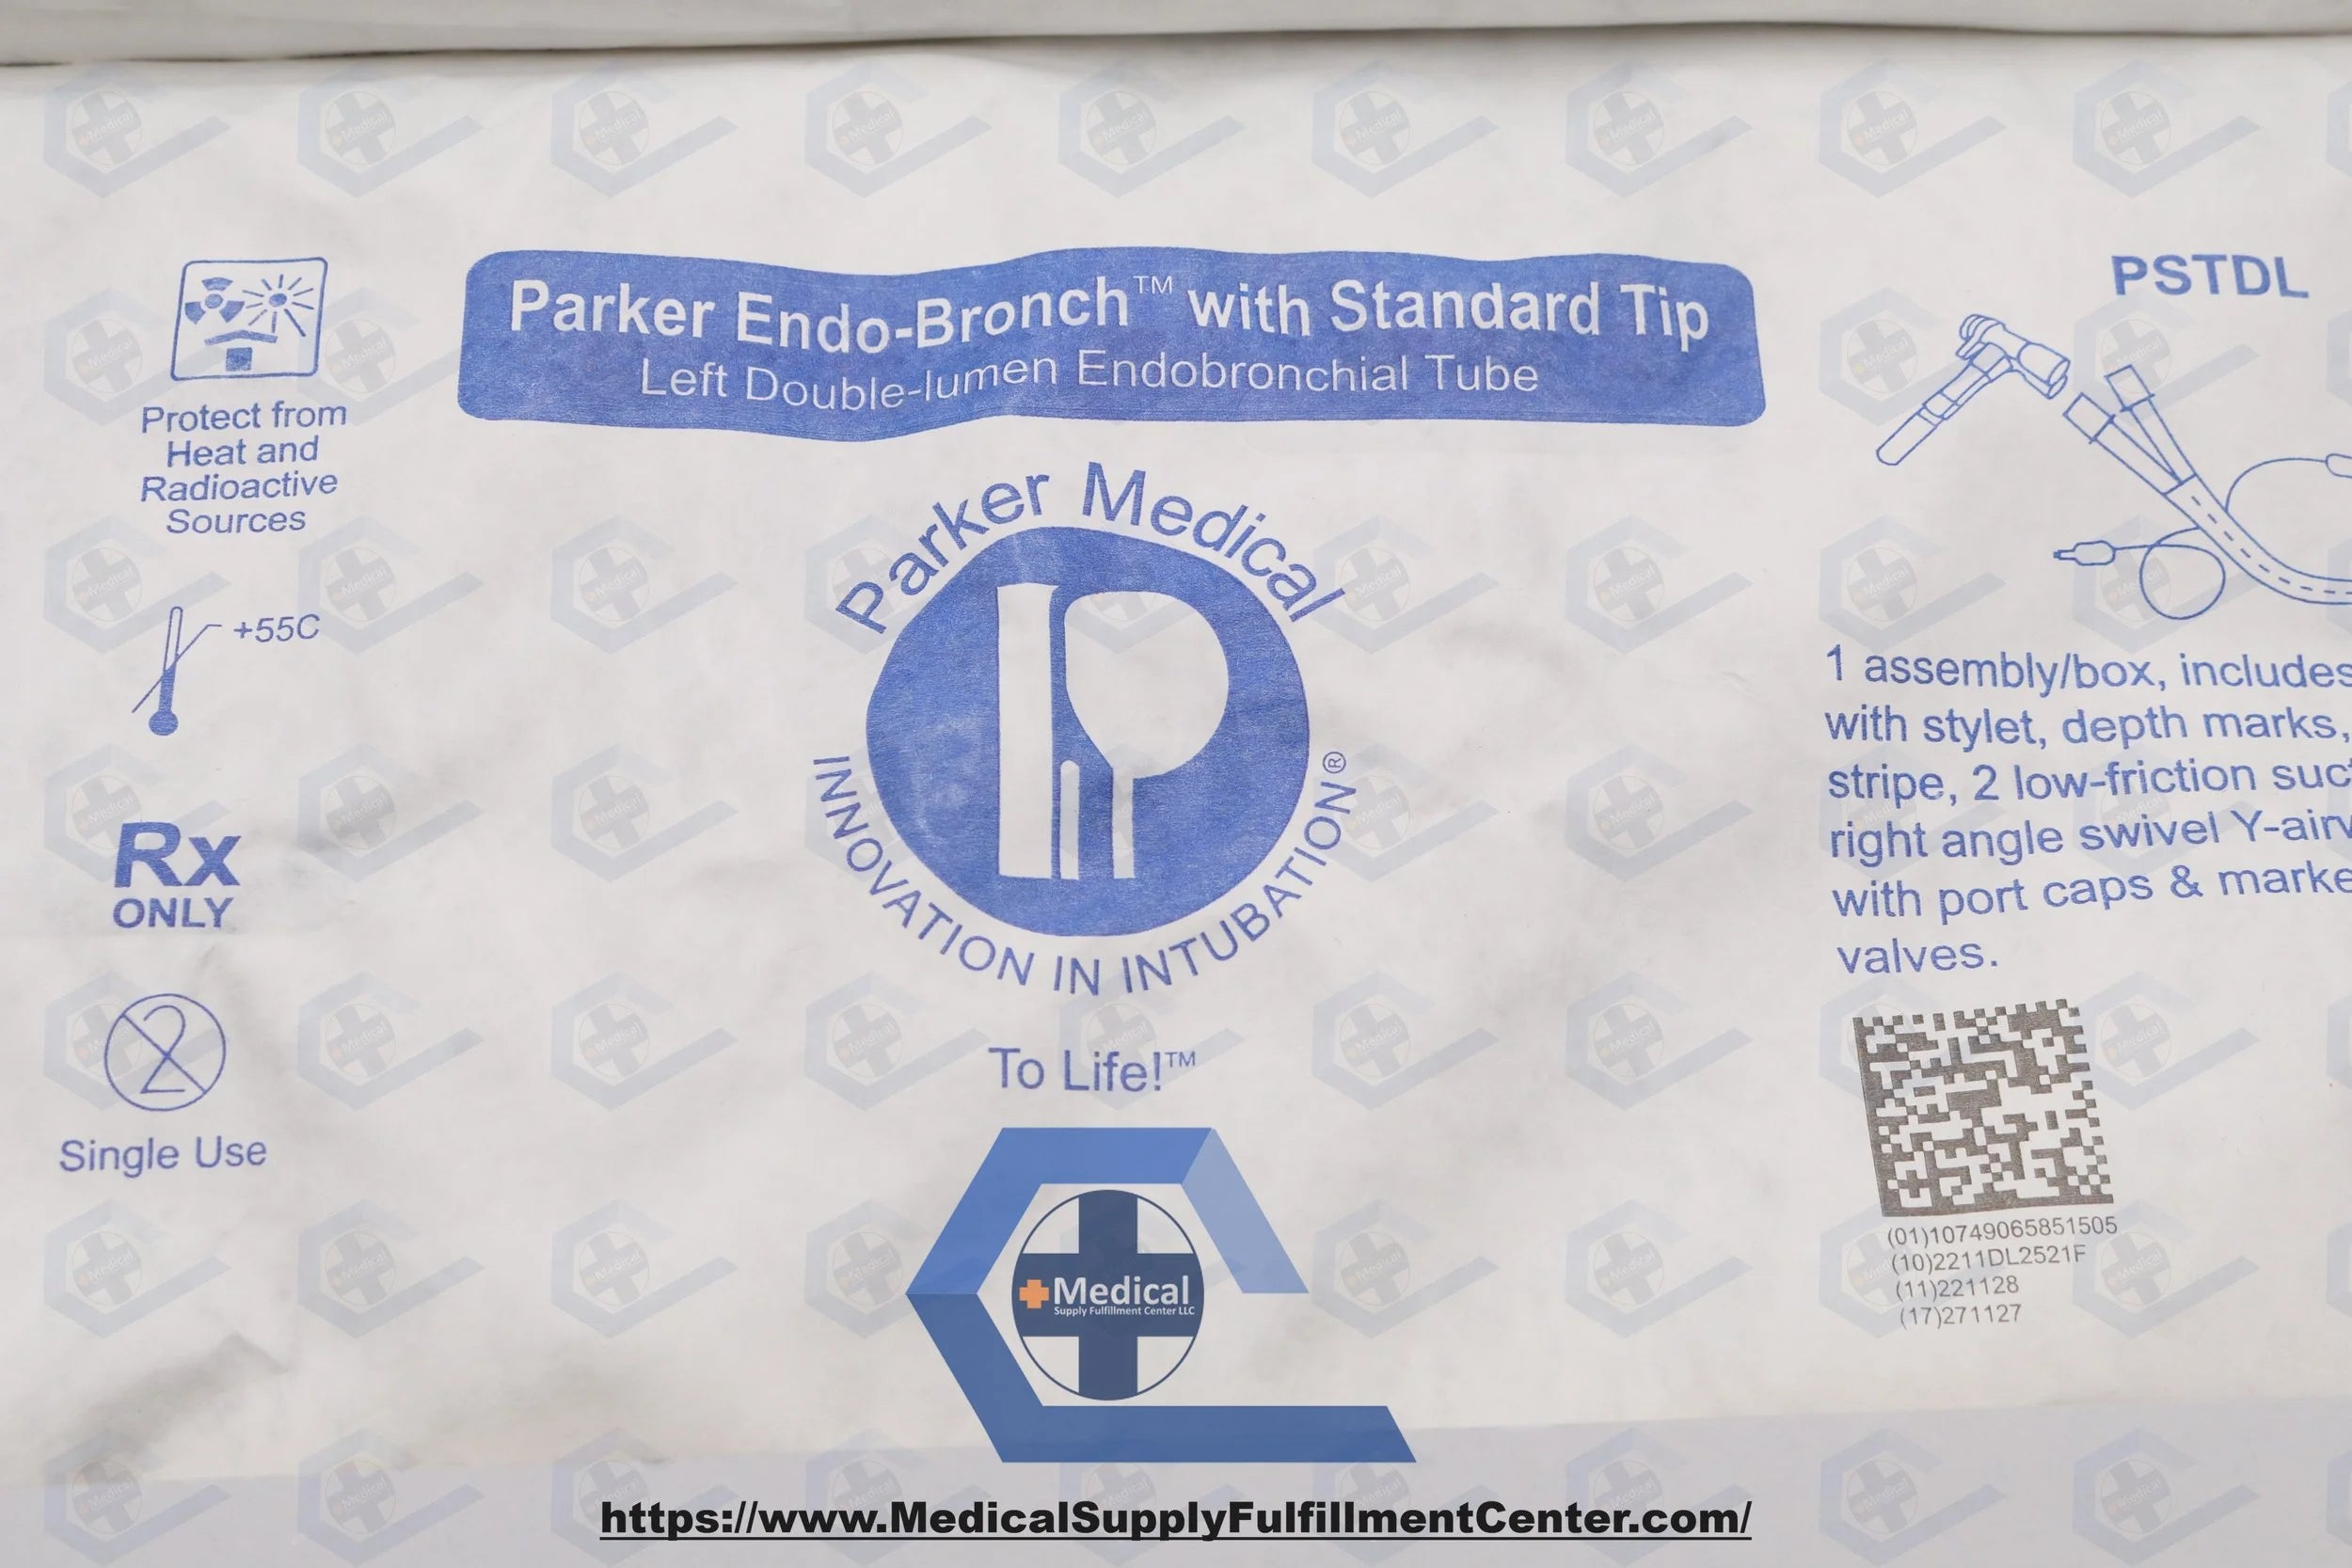 Protect from
Heat and
Radioactive
Sources
+55C
Rx
ONLY
2
Single Use
Parker Endo-Bronch™ with Standard Tip
Left Double-lumen Endobronchial Tube
Parker Medical
INNOVATION IN INTUBATION®
To Life!™
Medical
Supply Fulfillment Center LLC
PSTDL
1 assembly/box, includes
with stylet, depth marks,
stripe, 2 low-friction
right angle swivel
with port caps &
valves.
(01)10749065851505
(10)2211DL2521F
(11)221128
(17)271127
https://www.MedicalSupplyFulfillmentCenter.com/